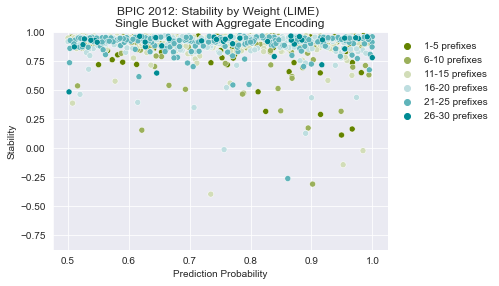 BPIC 2012: Stability by Weight (LIME)
Single Bucket with Aggregate Encoding
1.00
0.75
0.50
0.25
0.00
−0.25
−0.50
−0.75
Stability
0.5 0.6 0.7 0.8 0.9 1.0
Prediction Probability
1-5 prefixes
6-10 prefixes
11-15 prefixes
16-20 prefixes
21-25 prefixes
26-30 prefixes